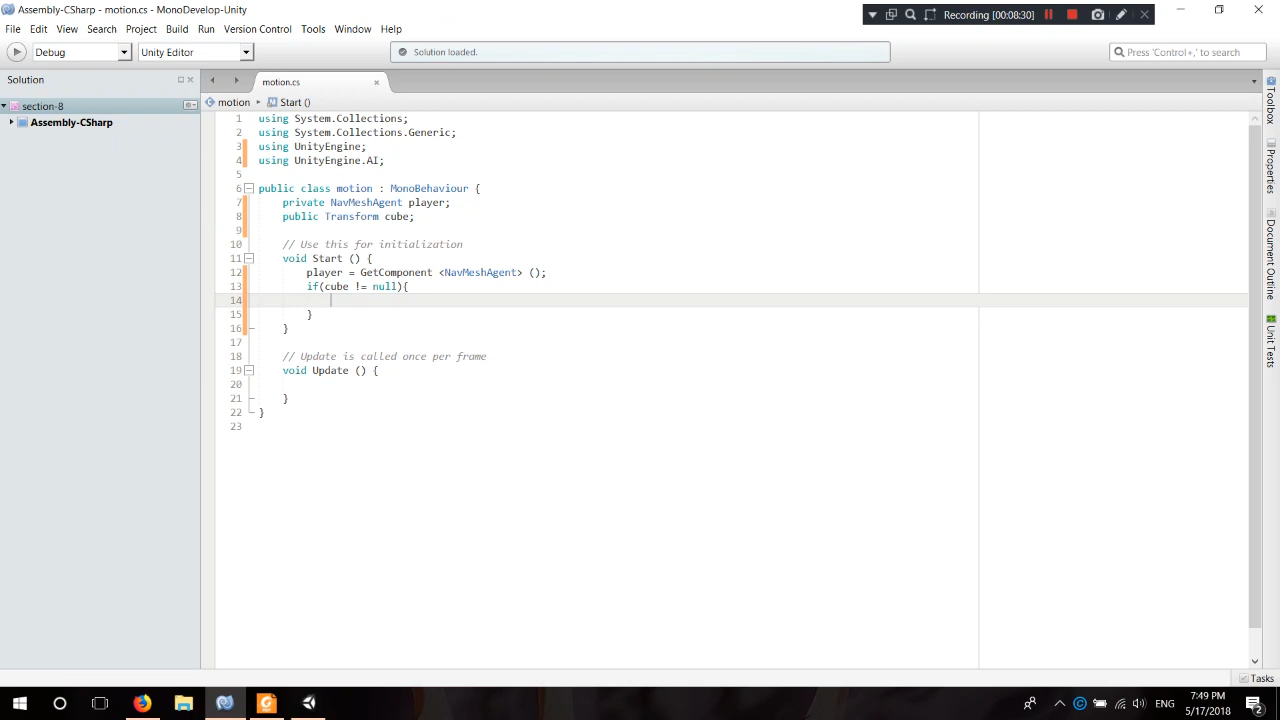 Assembly-CSharp - motion.cs - MonoDevelop-Unity
Recording [00:08:30]
File Edit View Search Project Build Run Version Control Tools Window Help
Debug Unity Editor Solution loaded. Press 'Control+,' to search
Solution
section-8
Assembly-CSharp
motion.cs
motion Start ()
1 using System.Collections;
2 using System.Collections.Generic;
3 using UnityEngine;
4 using UnityEngine.AI;
5
6 public class motion : MonoBehaviour {
7 private NavMeshAgent player;
8 public Transform cube;
9
10 // Use this for initialization
11 void Start () {
12 player = GetComponent <NavMeshAgent> ();
13 if(cube != null){
14
15 }
16 }
17
18 // Update is called once per frame
19 void Update () {
20
21 }
22 }
23
Toolbox
Properties
Document Outline
Unit Tests
Tasks
ENG
7:49 PM
5/17/2018
2